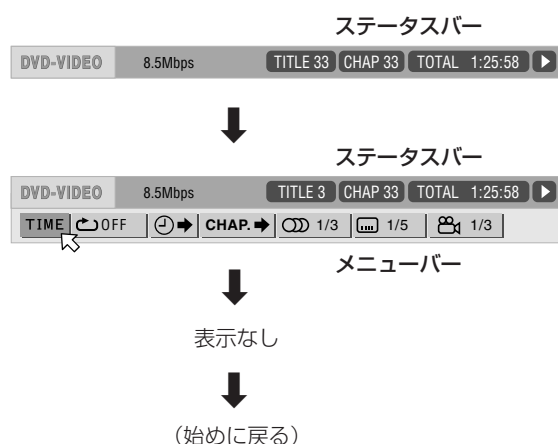 ステータスバー
DVD-VIDEO 8.5Mbps TITLE 33 CHAP 33 TOTAL 1:25:58
ステータスバー
DVD-VIDEO 8.5Mbps TITLE 3 CHAP 33 TOTAL 1:25:58
TIME OFF CHAP. 1/3 1/5 1/3
メニューバー
表示なし
（始めに戻る）